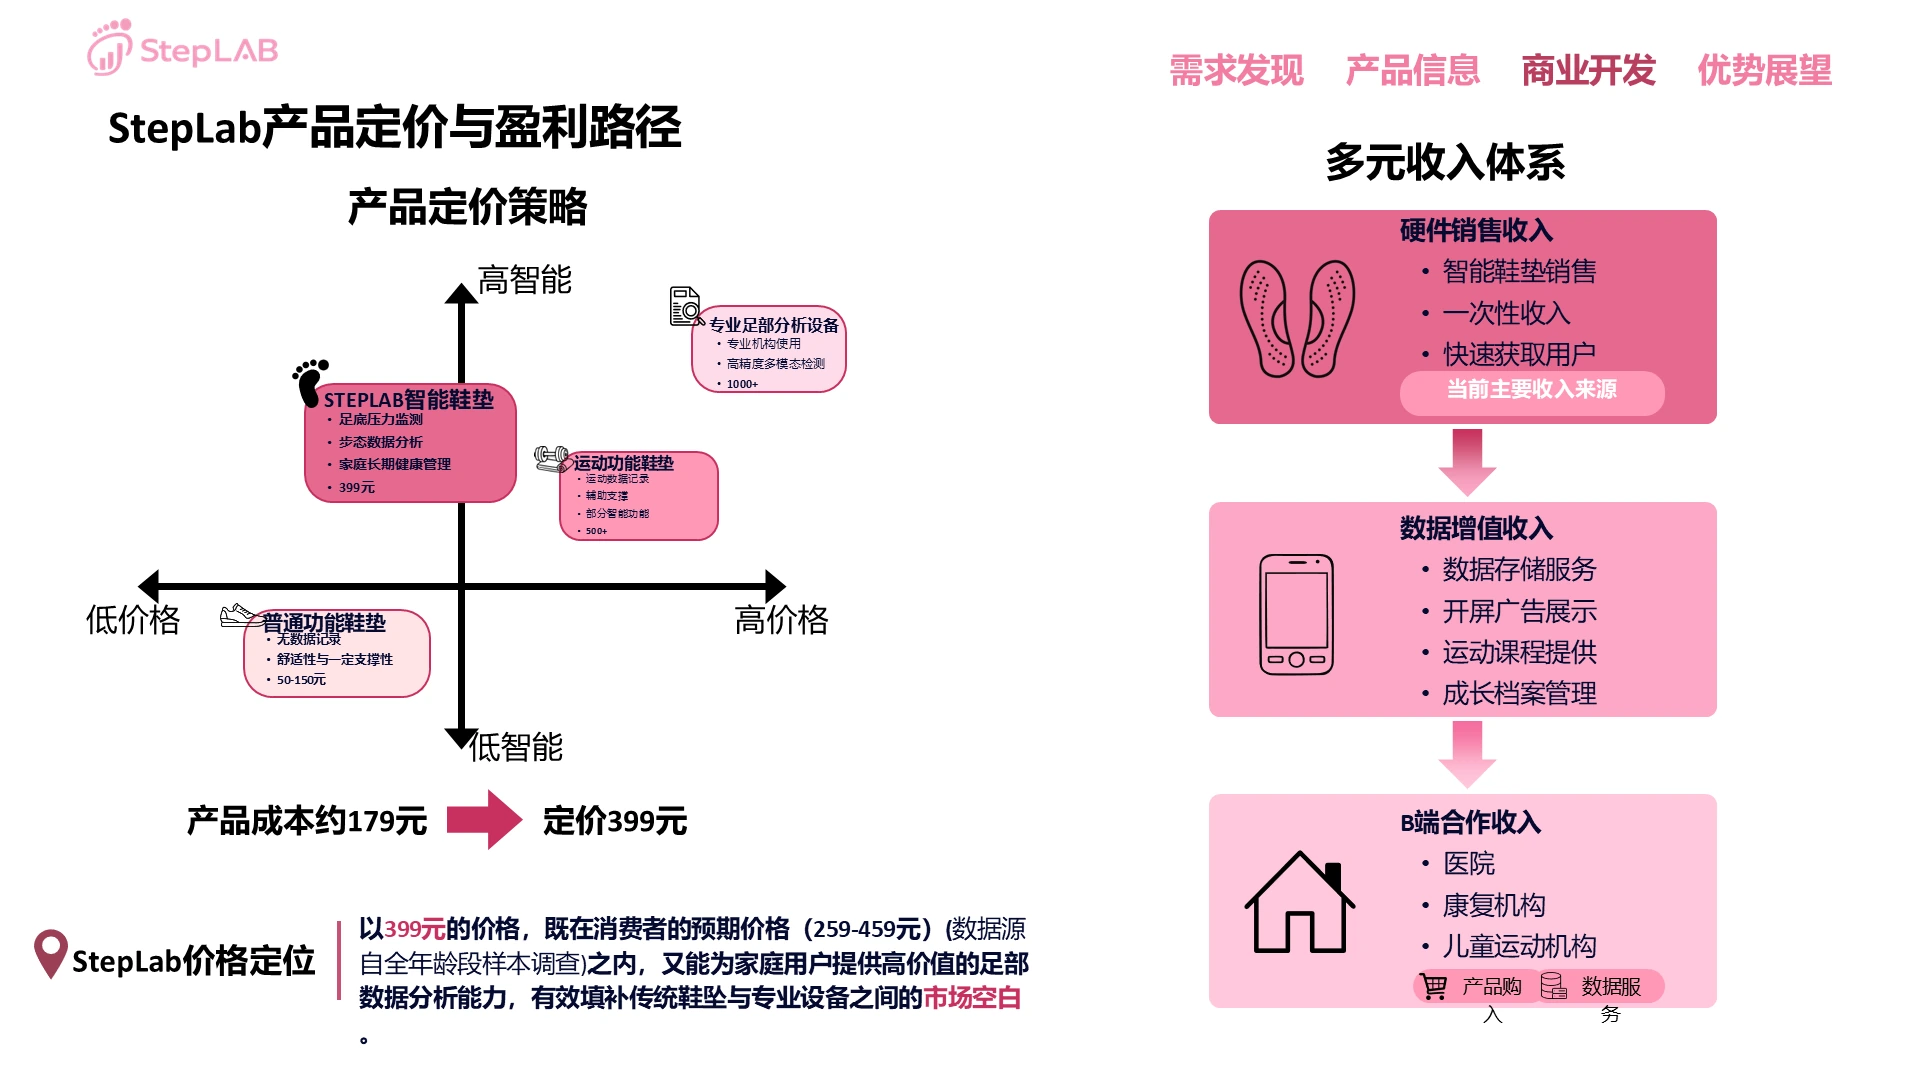 StepLAB
需求发现 产品信息 商业开发 优势展望
StepLab产品定价与盈利路径
产品定价策略
高智能
专业足部分析设备
• 专业机构使用
• 高精度多模态检测
• 1000+
STEPLAB智能鞋垫
• 足底压力监测
• 步态数据分析
• 家庭长期健康管理
• 399元
运动功能鞋垫
• 运动数据记录
• 辅助支撑
• 部分智能功能
• 500+
低价格
高价格
普通功能鞋垫
• 无数据记录
• 舒适性与一定支撑性
• 50-150元
低智能
产品成本约179元
定价399元
StepLab价格定位
以399元的价格，既在消费者的预期价格（259-459元）(数据源
自全年龄段样本调查)之内，又能为家庭用户提供高价值的足部
数据分析能力，有效填补传统鞋坠与专业设备之间的市场空白
。
多元收入体系
硬件销售收入
• 智能鞋垫销售
• 一次性收入
• 快速获取用户
当前主要收入来源
数据增值收入
• 数据存储服务
• 开屏广告展示
• 运动课程提供
• 成长档案管理
B端合作收入
• 医院
• 康复机构
• 儿童运动机构
产品购
入
数据服
务